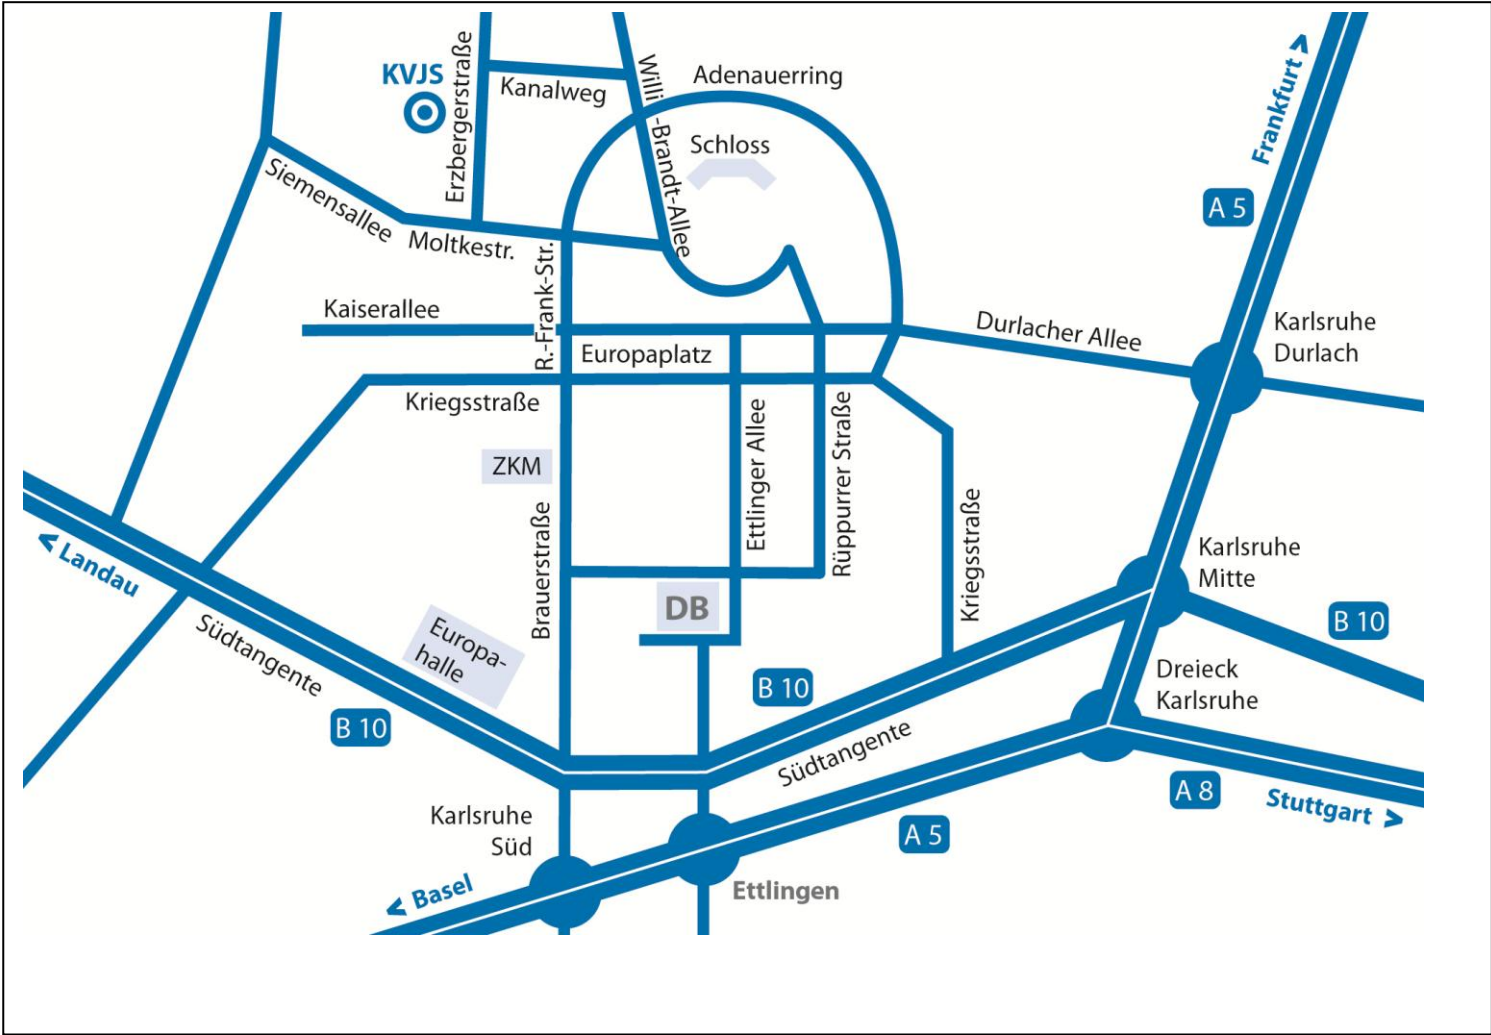 KVJS
Erzbergerstraße
Kanalweg
Willi -Brandt-Allee
Adenauerring
Schloss
Frankfurt >
A 5
Siemensallee
Moltkestr.
R.-Frank-Str.
Kaiserallee
Europaplatz
Durlacher Allee
Karlsruhe
Durlach
Kriegsstraße
ZKM
Brauerstraße
Ettlinger Allee
Rüppurrer Straße
Kriegsstraße
< Landau
Karlsruhe
Mitte
DB
Südtangente
Europa-
halle
B 10
B 10
B 10
Dreieck
Karlsruhe
Südtangente
Karlsruhe
Süd
A 5
A 8
Stuttgart >
< Basel
Ettlingen